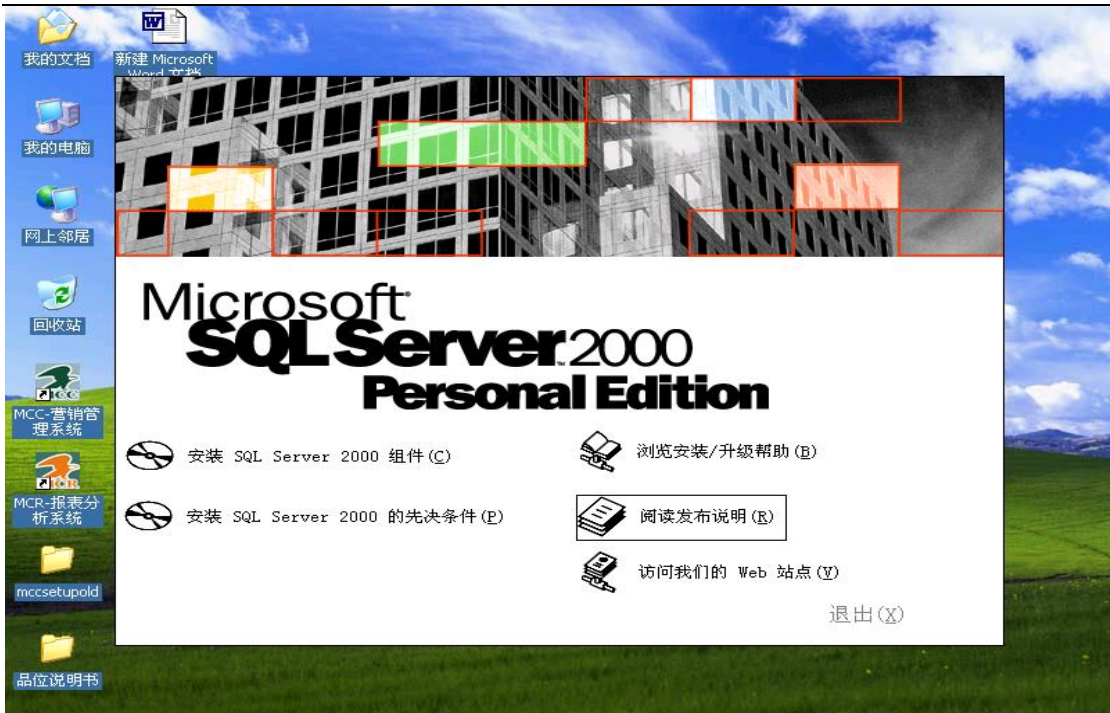 我的文档
新建 Microsoft
Word 文档
我的电脑
网上邻居
回收站
MCC-营销管
理系统
MCR-报表分
析系统
mccsetupold
品位说明书
Microsoft
SQL Server 2000
Personal Edition
安装 SQL Server 2000 组件(C)
安装 SQL Server 2000 的先决条件(P)
浏览安装/升级帮助(B)
阅读发布说明(R)
访问我们的 Web 站点(V)
退出(X)